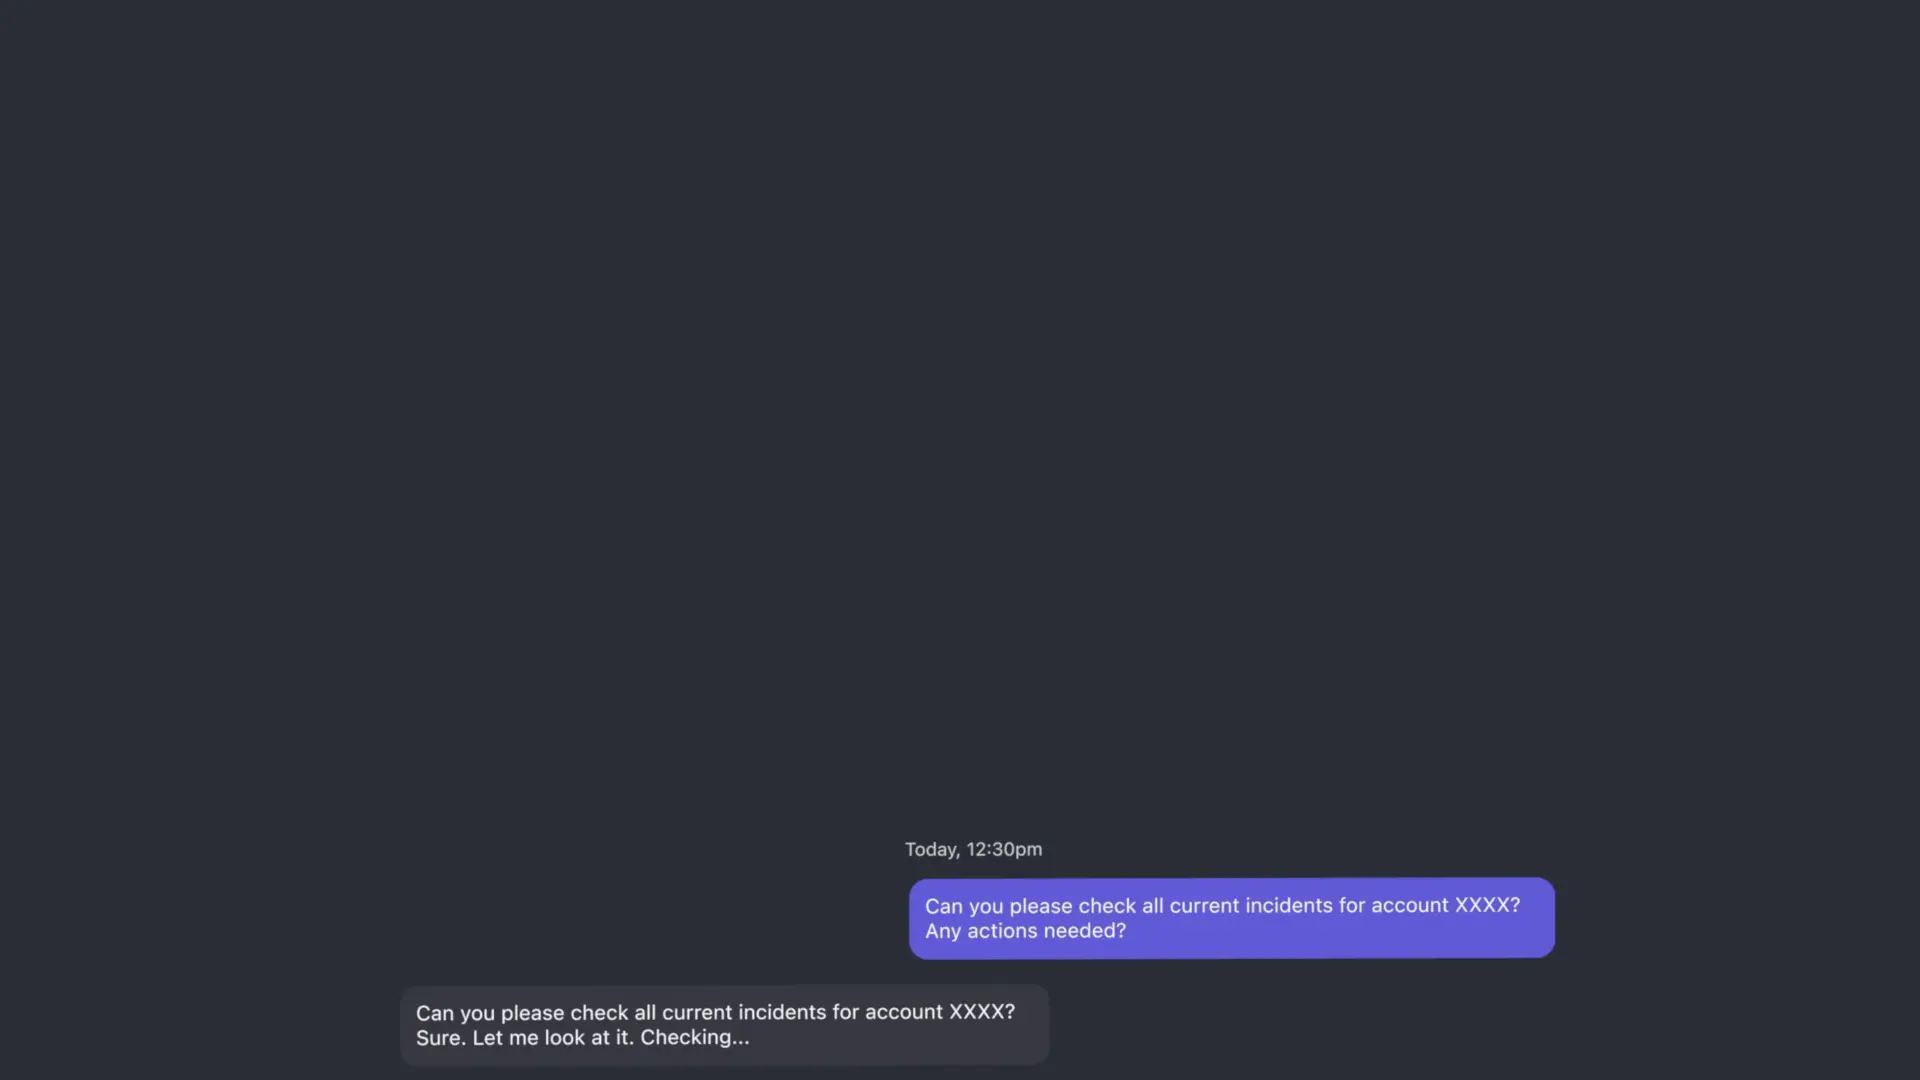 Today, 12:30pm
Can you please check all current incidents for account XXXX?
Any actions needed?
Can you please check all current incidents for account XXXX?
Sure. Let me look at it. Checking...